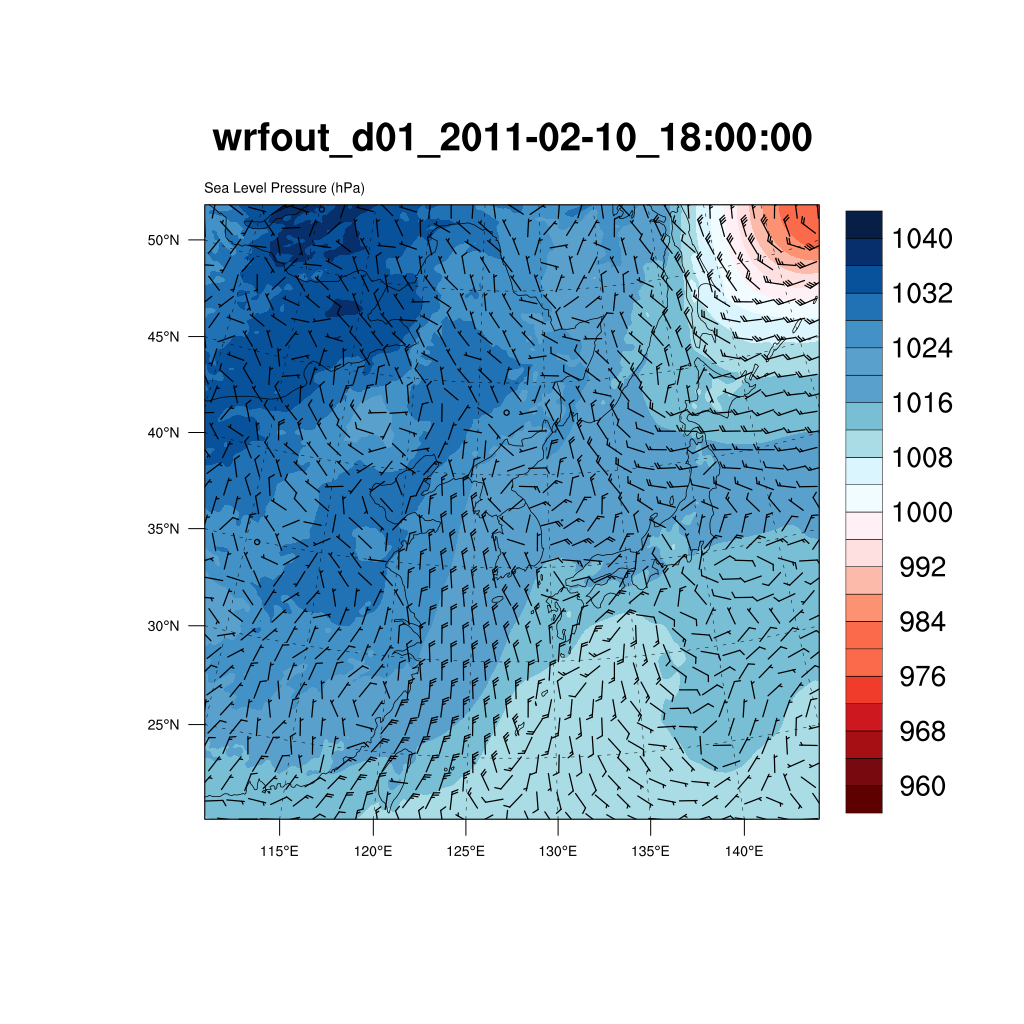 wrfout_d01_2011-02-10_18:00:00
Sea Level Pressure (hPa)
50°N
45°N
40°N
35°N
30°N
25°N
115°E 120°E 125°E 130°E 135°E 140°E
1040
1032
1024
1016
1008
1000
992
984
976
968
960